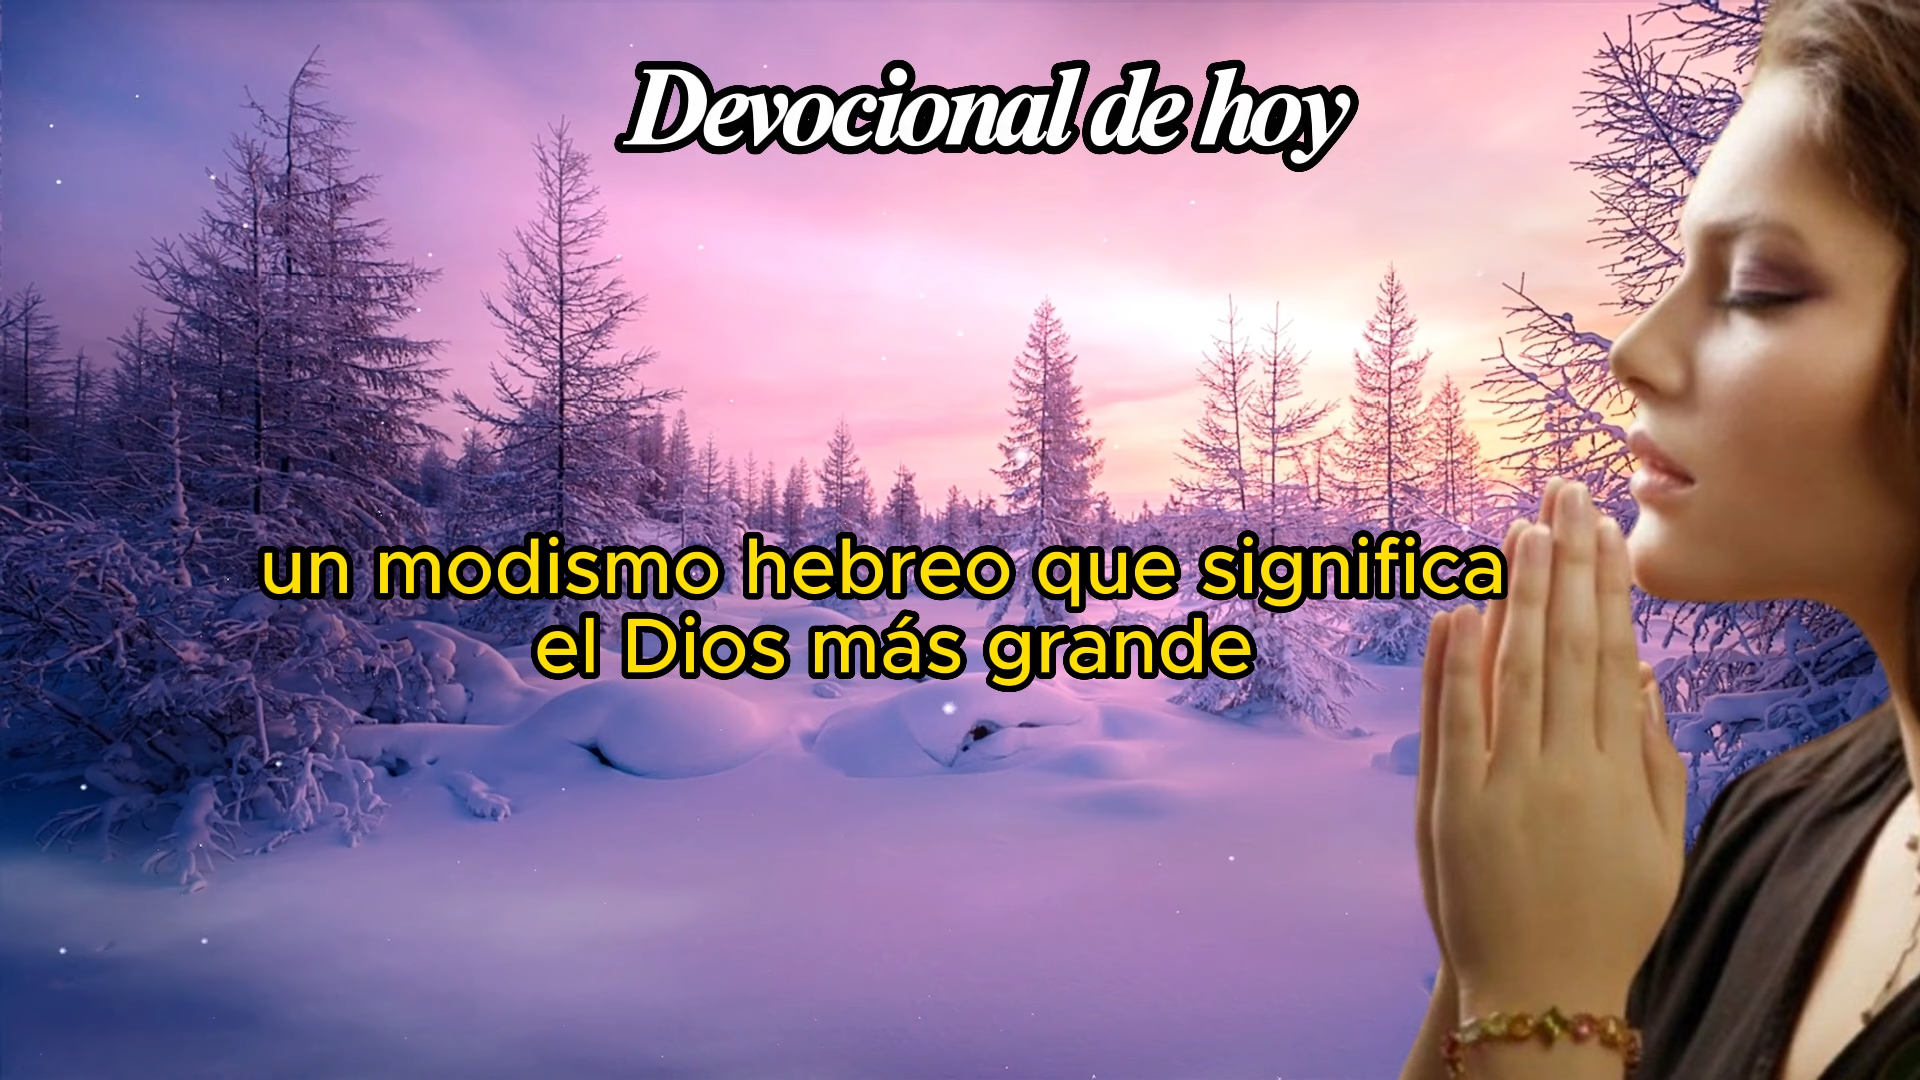 Devocional de hoy
un modismo hebreo que significa
el Dios más grande